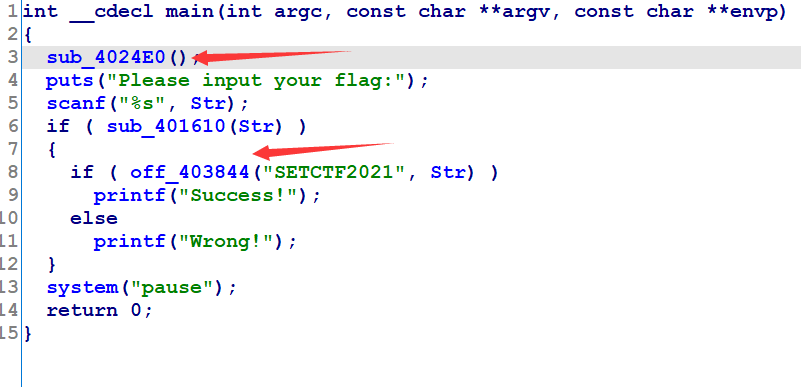 1 int __cdecl main(int argc, const char **argv, const char **envp)
2 {
3   sub_4024E0();
4   puts("Please input your flag:");
5   scanf("%s", Str);
6   if ( sub_401610(Str) )
7   {
8     if ( off_403844("SETCTF2021", Str) )
9       printf("Success!");
10     else
11       printf("Wrong!");
12   }
13   system("pause");
14   return 0;
15 }